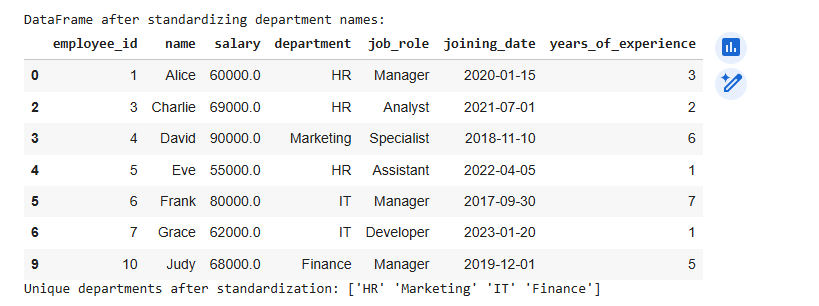 DataFrame after standardizing department names:
employee_id name salary department job_role joining_date years_of_experience
0 1 Alice 60000.0 HR Manager 2020-01-15 3
2 3 Charlie 69000.0 HR Analyst 2021-07-01 2
3 4 David 90000.0 Marketing Specialist 2018-11-10 6
4 5 Eve 55000.0 HR Assistant 2022-04-05 1
5 6 Frank 80000.0 IT Manager 2017-09-30 7
6 7 Grace 62000.0 IT Developer 2023-01-20 1
9 10 Judy 68000.0 Finance Manager 2019-12-01 5
Unique departments after standardization: ['HR' 'Marketing' 'IT' 'Finance']